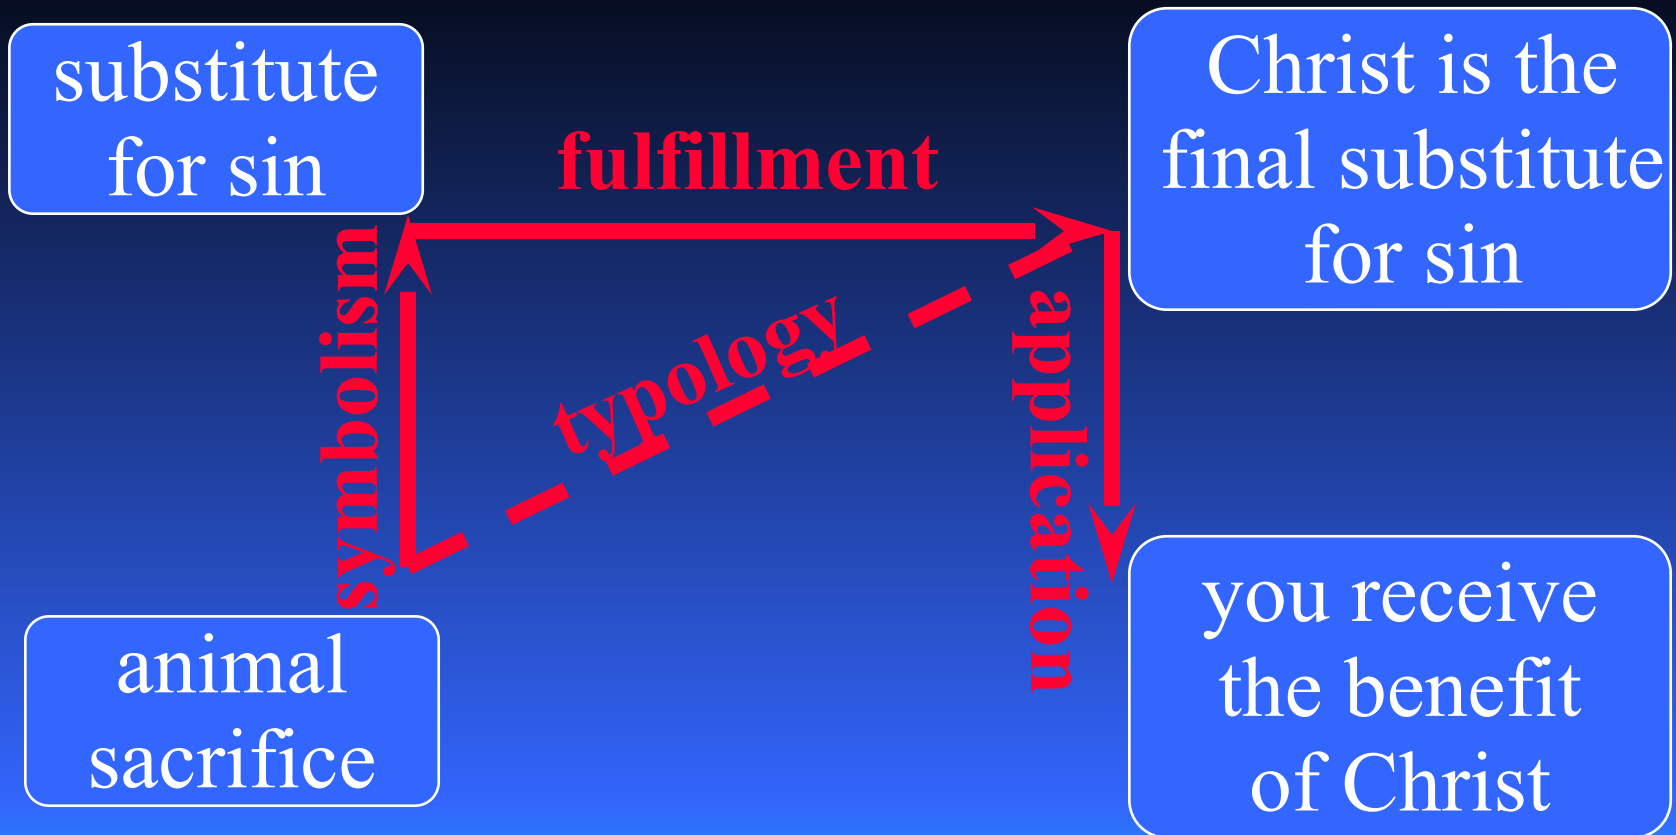 substitute
for sin
fulfillment
Christ is the
final substitute
for sin
symbolism
typology
application
animal
sacrifice
you receive
the benefit
of Christ